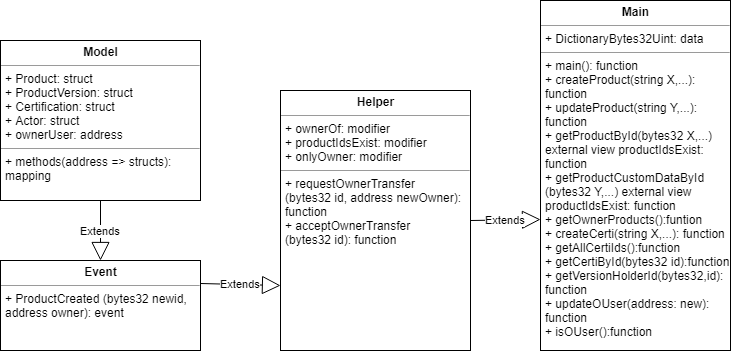 Model
+ Product: struct
+ ProductVersion: struct
+ Certification: struct
+ Actor: struct
+ ownerUser: address
+ methods(address => structs):
mapping
Extends
Event
+ ProductCreated (bytes32 newid,
address owner): event
Extends
Helper
+ ownerOf: modifier
+ productIdsExist: modifier
+ onlyOwner: modifier
+ requestOwnerTransfer
(bytes32 id, address newOwner):
function
+ acceptOwnerTransfer
(bytes32 id): function
Extends
Main
+ DictionaryBytes32Uint: data
+ main(): function
+ createProduct(string X,...):
function
+ updateProduct(string Y,...):
function
+ getProductById(bytes32 X,...)
external view productIdsExist:
function
+ getProductCustomDataById
(bytes32 Y,...) external view
productIdsExist: function
+ getOwnerProducts():funtion
+ createCerti(string X,...): function
+ getAllCertiIds():function
+ getCertiById(bytes32 id):function
+ getVersionHolderId(bytes32,id):
function
+ updateOUser(address: new):
function
+ isOUser():function